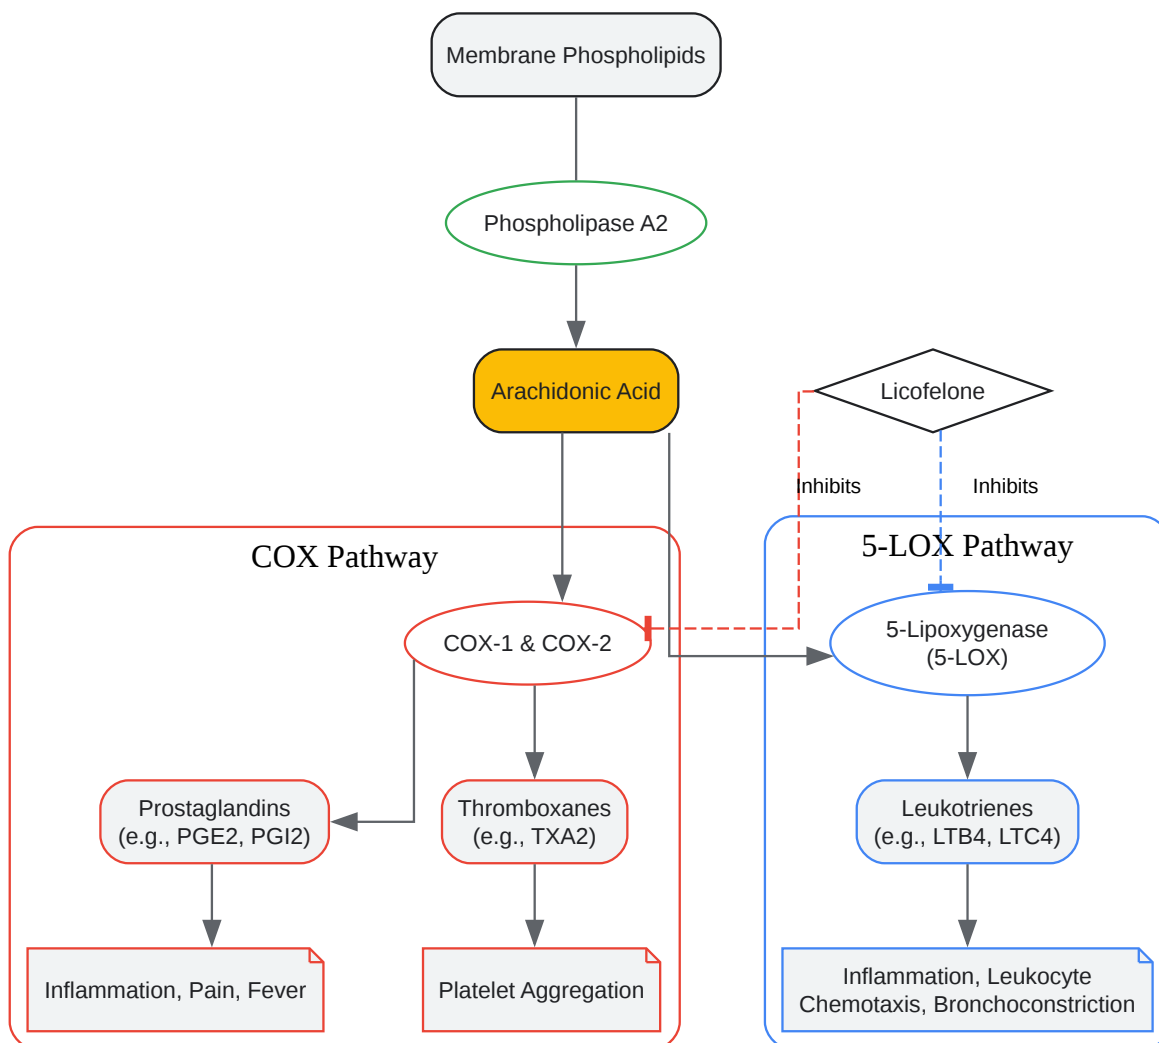 Membrane Phospholipids
Phospholipase A2
Arachidonic Acid
Licofelone
Inhibits
Inhibits
COX Pathway
5-LOX Pathway
COX-1 & COX-2
5-Lipoxygenase
(5-LOX)
Prostaglandins
(e.g., PGE2, PGI2)
Thromboxanes
(e.g., TXA2)
Leukotrienes
(e.g., LTB4, LTC4)
Inflammation, Pain, Fever
Platelet Aggregation
Inflammation, Leukocyte
Chemotaxis, Bronchoconstriction